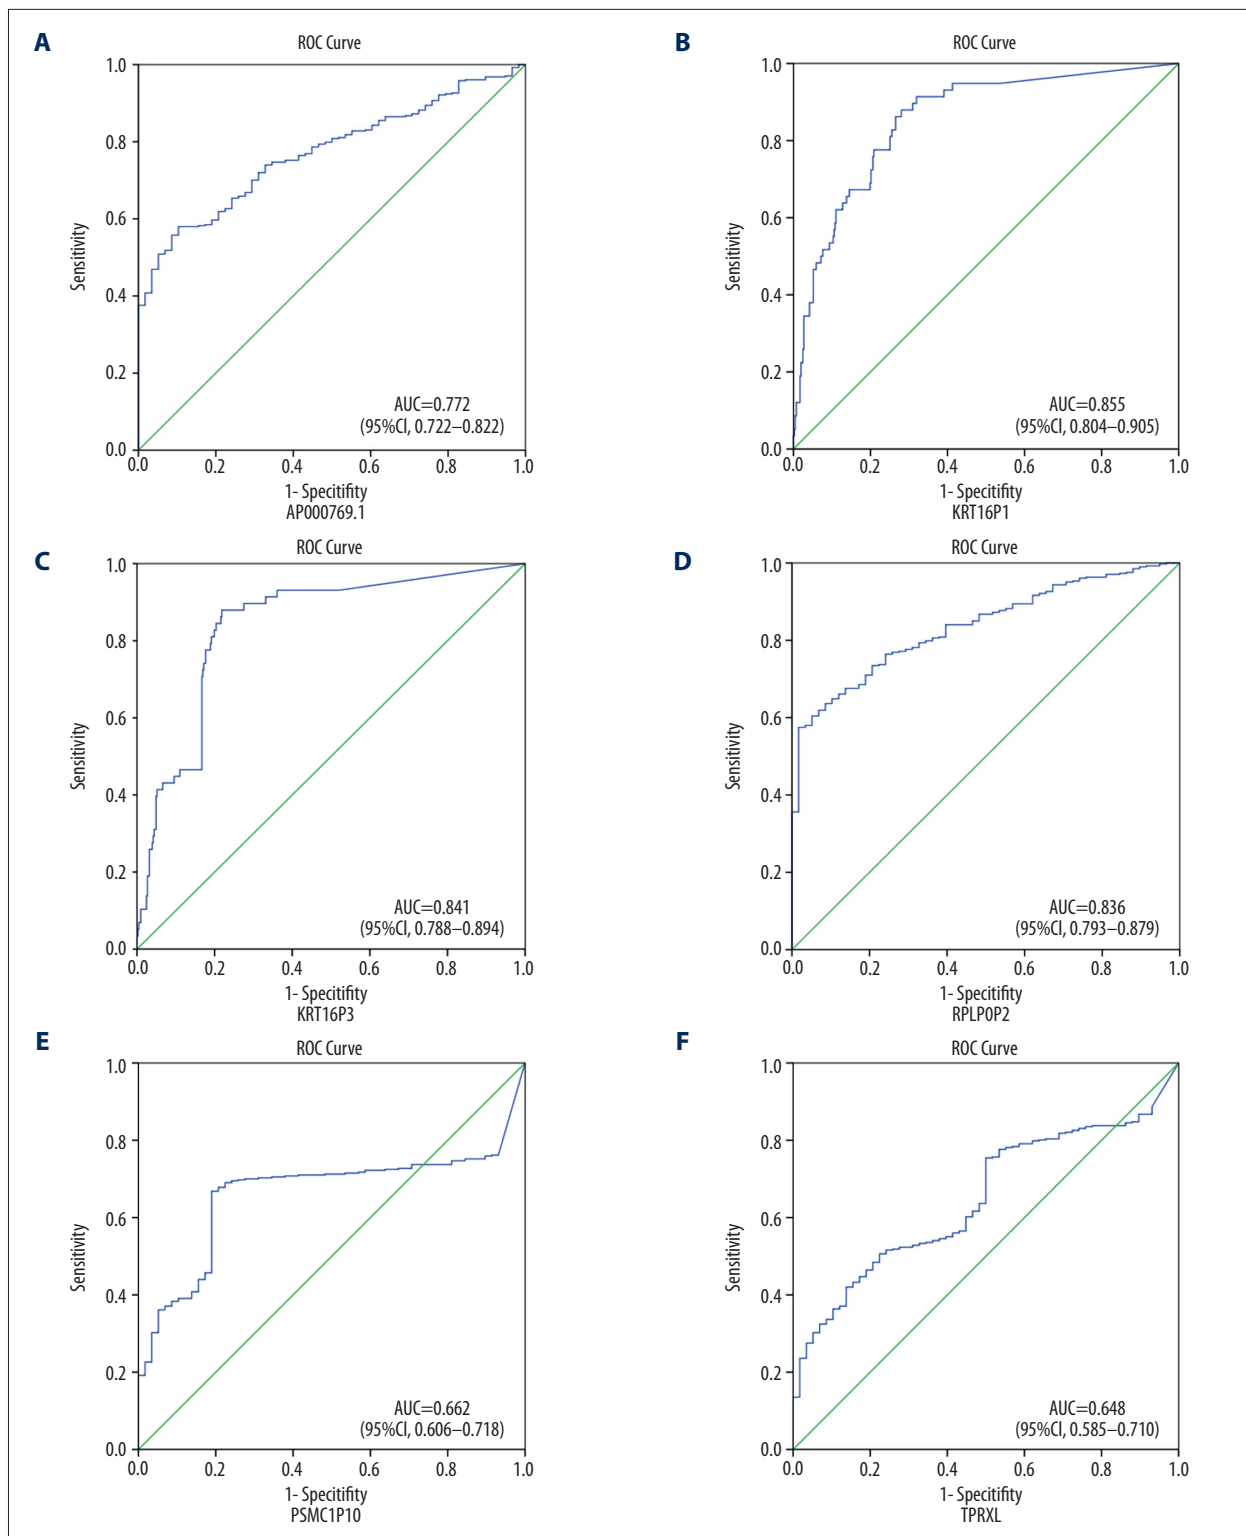 A
ROC Curve
1.0
0.8
0.6
0.4
0.2
0.0
Sensitivity
AUC=0.772
(95%CI, 0.722–0.822)
0.0 0.2 0.4 0.6 0.8 1.0
1- Specitifity
AP000769.1
B
ROC Curve
1.0
0.8
0.6
0.4
0.2
0.0
Sensitivity
AUC=0.855
(95%CI, 0.804–0.905)
0.0 0.2 0.4 0.6 0.8 1.0
1- Specitifity
KRT16P1
C
ROC Curve
1.0
0.8
0.6
0.4
0.2
0.0
Sensitivity
AUC=0.841
(95%CI, 0.788–0.894)
0.0 0.2 0.4 0.6 0.8 1.0
1- Specitifity
KRT16P3
D
ROC Curve
1.0
0.8
0.6
0.4
0.2
0.0
Sensitivity
AUC=0.836
(95%CI, 0.793–0.879)
0.0 0.2 0.4 0.6 0.8 1.0
1- Specitifity
RPLP0P2
E
ROC Curve
1.0
0.8
0.6
0.4
0.2
0.0
Sensitivity
AUC=0.662
(95%CI, 0.606–0.718)
0.0 0.2 0.4 0.6 0.8 1.0
1- Specitifity
PSMC1P10
F
ROC Curve
1.0
0.8
0.6
0.4
0.2
0.0
Sensitivity
AUC=0.648
(95%CI, 0.585–0.710)
0.0 0.2 0.4 0.6 0.8 1.0
1- Specitifity
TPRXL